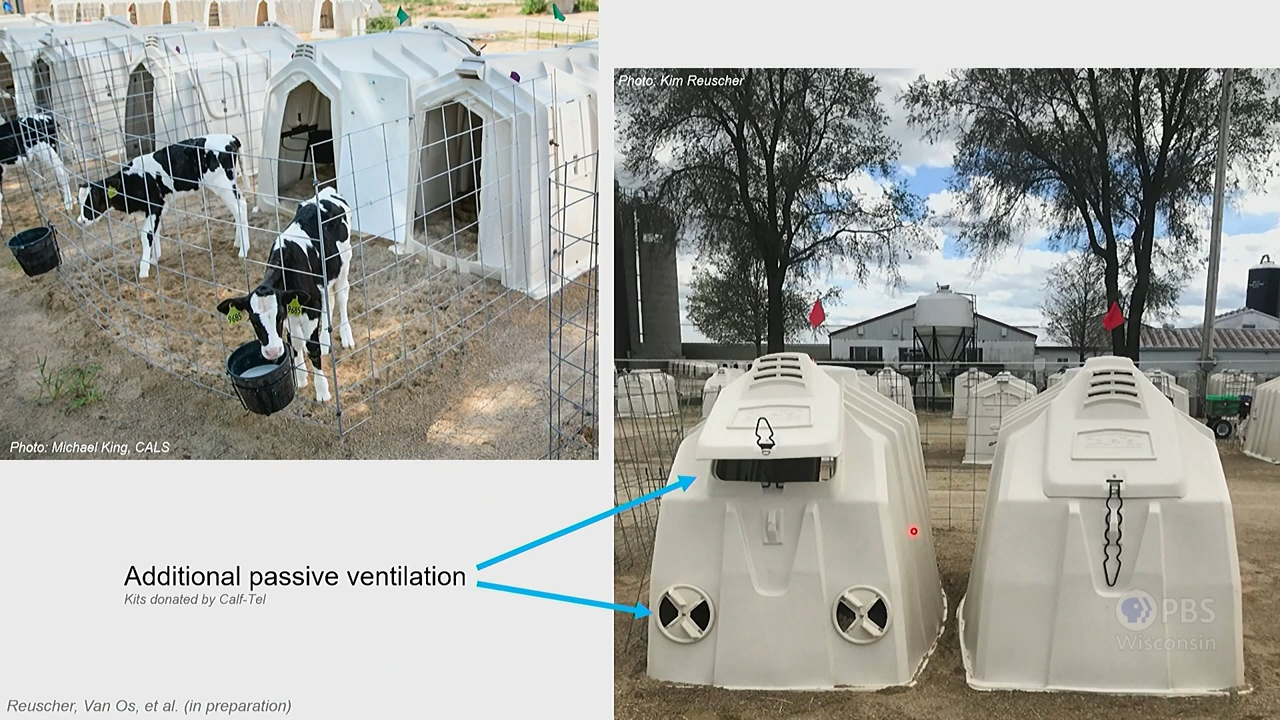 Photo: Kim Reuscher
Photo: Michael King, CALS
Additional passive ventilation
Kits donated by Calf-Tel
PBS
Wisconsin
Reuscher, Van Os, et al. (in preparation)